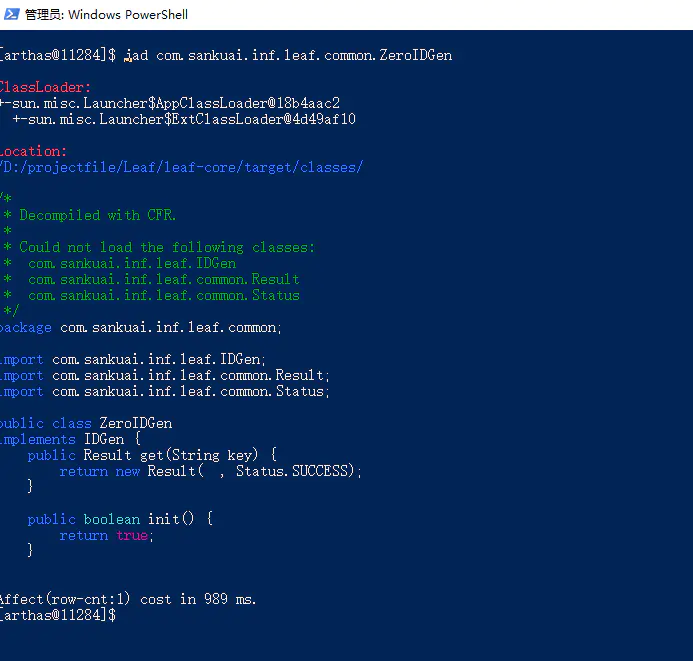 管理员: Windows PowerShell
[arthas@11284]$ jad com.sankuai.inf.leaf.common.ZeroIDGen
ClassLoader:
+-sun.misc.Launcher$AppClassLoader@18b4aac2
+-sun.misc.Launcher$ExtClassLoader@4d49af10
Location:
/D:/projectfile/Leaf/leaf-core/target/classes/
/*
* Decompiled with CFR.
*
* Could not load the following classes:
*  com.sankuai.inf.leaf.IDGen
*  com.sankuai.inf.leaf.common.Result
*  com.sankuai.inf.leaf.common.Status
*/
package com.sankuai.inf.leaf.common;
import com.sankuai.inf.leaf.IDGen;
import com.sankuai.inf.leaf.common.Result;
import com.sankuai.inf.leaf.common.Status;
public class ZeroIDGen
implements IDGen {
public Result get(String key) {
return new Result(  , Status.SUCCESS);
}
public boolean init() {
return true;
}
Affect(row-cnt:1) cost in 989 ms.
[arthas@11284]$